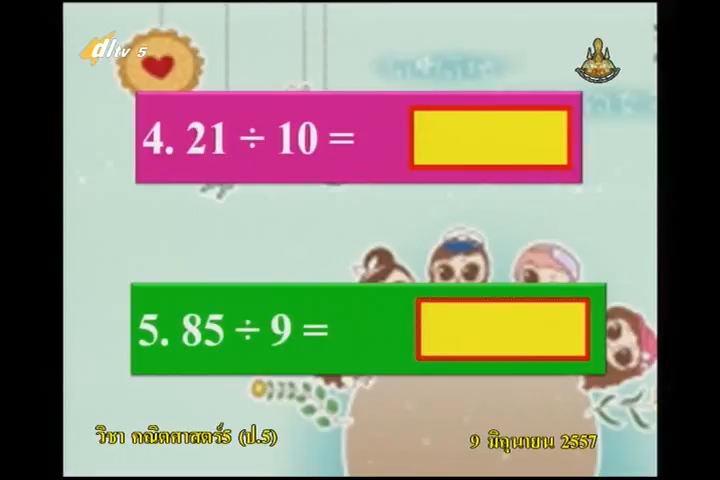 dltv 5
4. 21 ÷ 10 =
5. 85 ÷ 9 =
วิชา คณิตศาสตร์5 (ป.5)
9 มิถุนายน 2557